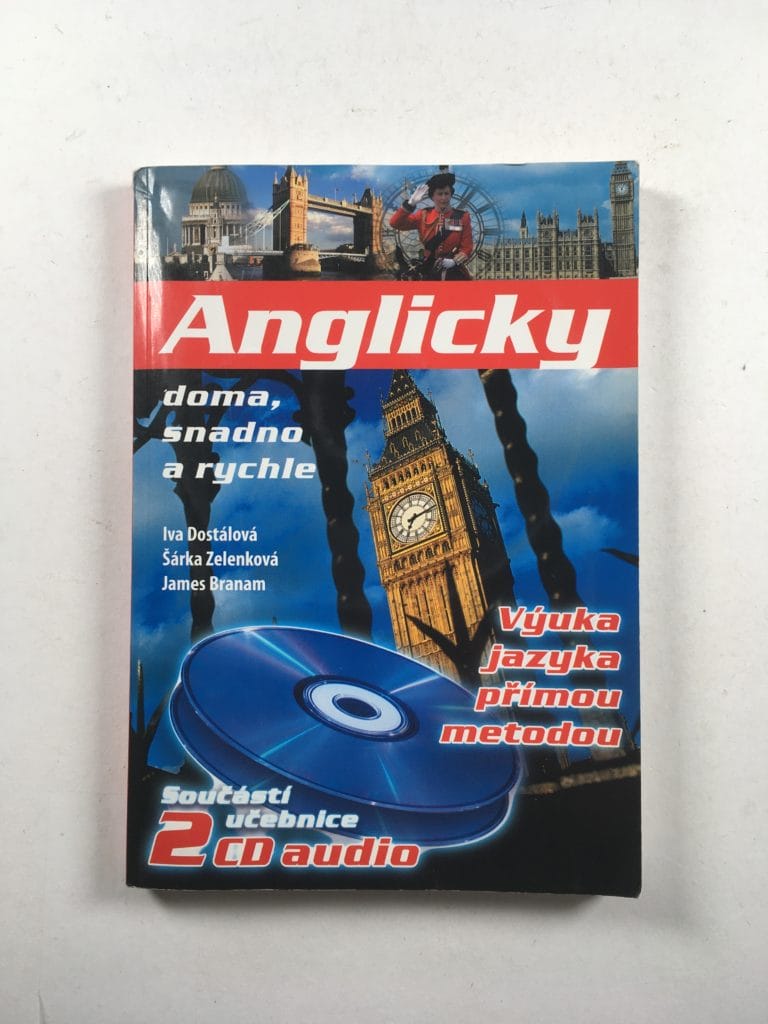 Anglicky
doma,
snadno
a rychle
Iva Dostálová
Šárka Zelenková
James Branam
Výuka
jazyka
přímou
metodou
Součástí
učebnice
2 CD audio